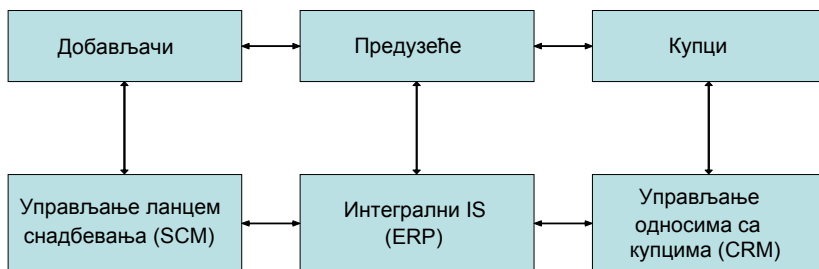 Добављачи
Предузеће
Купци
Управљање ланцем
снадбевања (SCM)
Интегрални IS
(ERP)
Управљање
односима са
купцима (CRM)